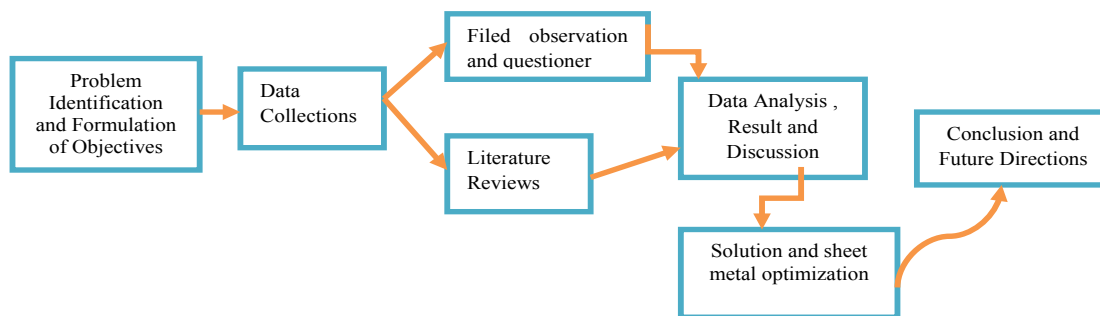 Problem
Identification
and Formulation
of Objectives
Data
Collections
Filed observation
and questioner
Literature
Reviews
Data Analysis ,
Result and
Discussion
Solution and sheet
metal optimization
Conclusion and
Future Directions